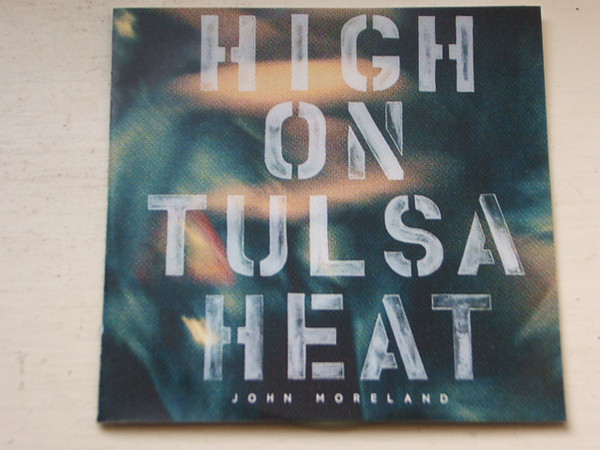 HIGH
ON
TULSA
HEAT
JOHN MORELAND